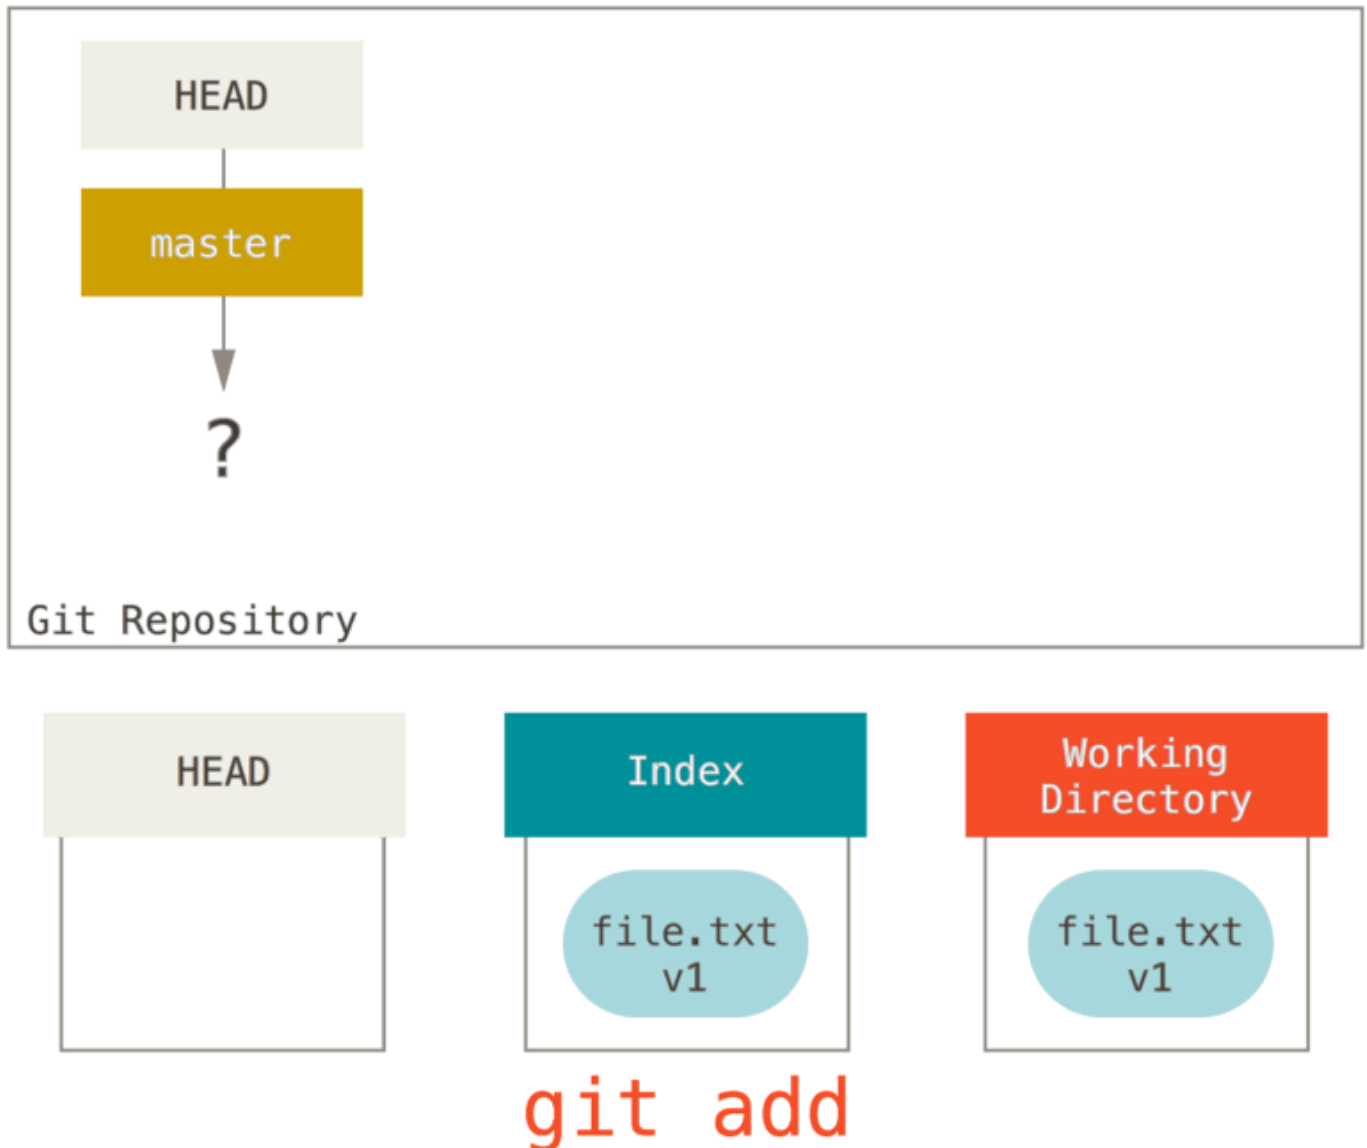 HEAD
master
?
Git Repository
HEAD
Index
Working
Directory
file.txt
v1
file.txt
v1
git add